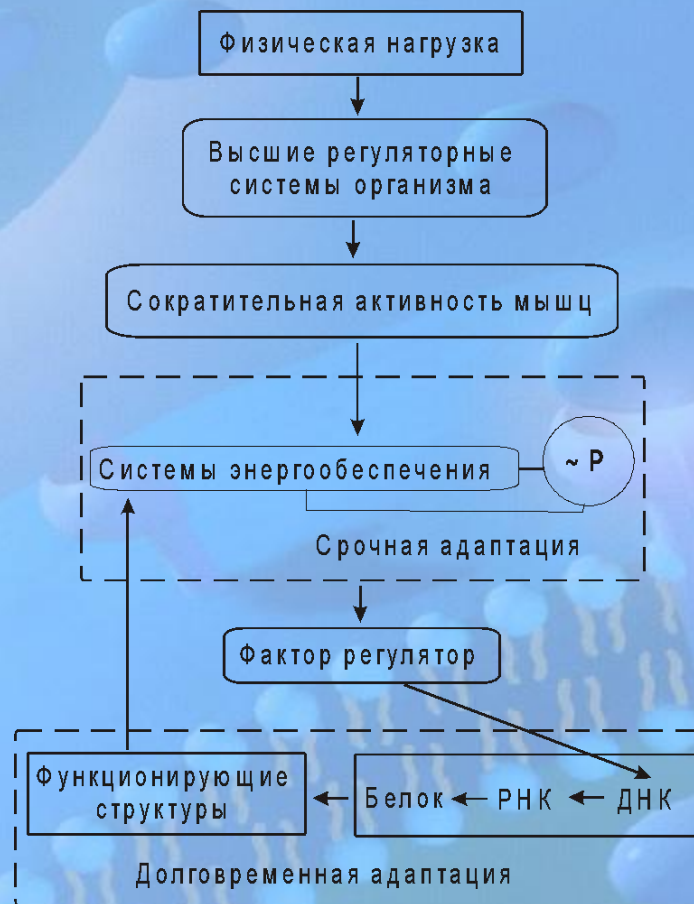 Физическая нагрузка
Высшие регуляторные
системы организма
Сократительная активность мышц
Системы энергообеспечения
~ Р
Срочная адаптация
Фактор регулятор
Функционирующие
структуры
Белок РНК ДНК
Долговременная адаптация